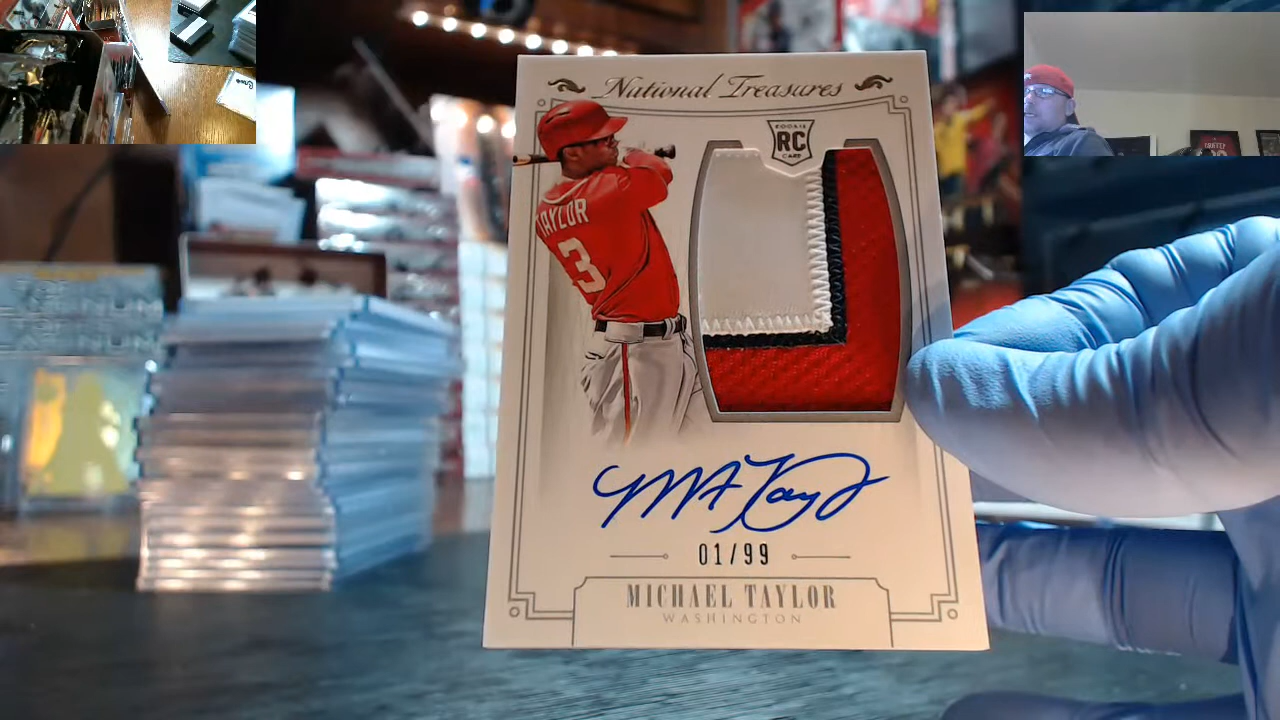 National Treasures
ROOKIE
RC
CARD
TAYLOR
3
01/99
MICHAEL TAYLOR
WASHINGTON